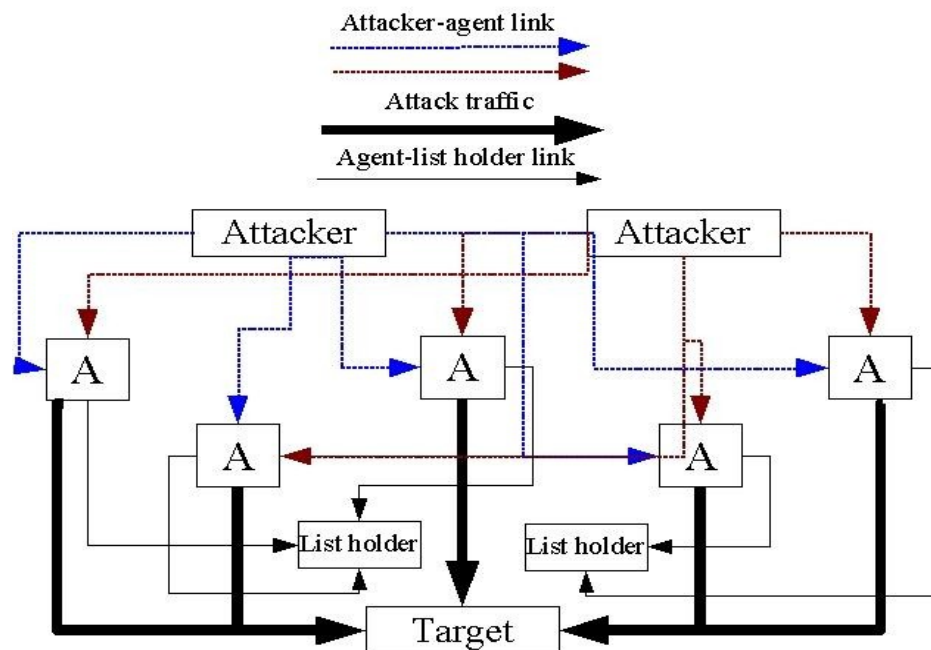 Attacker-agent link
Attack traffic
Agent-list holder link
Attacker Attacker
A A A
A A
List holder List holder
Target